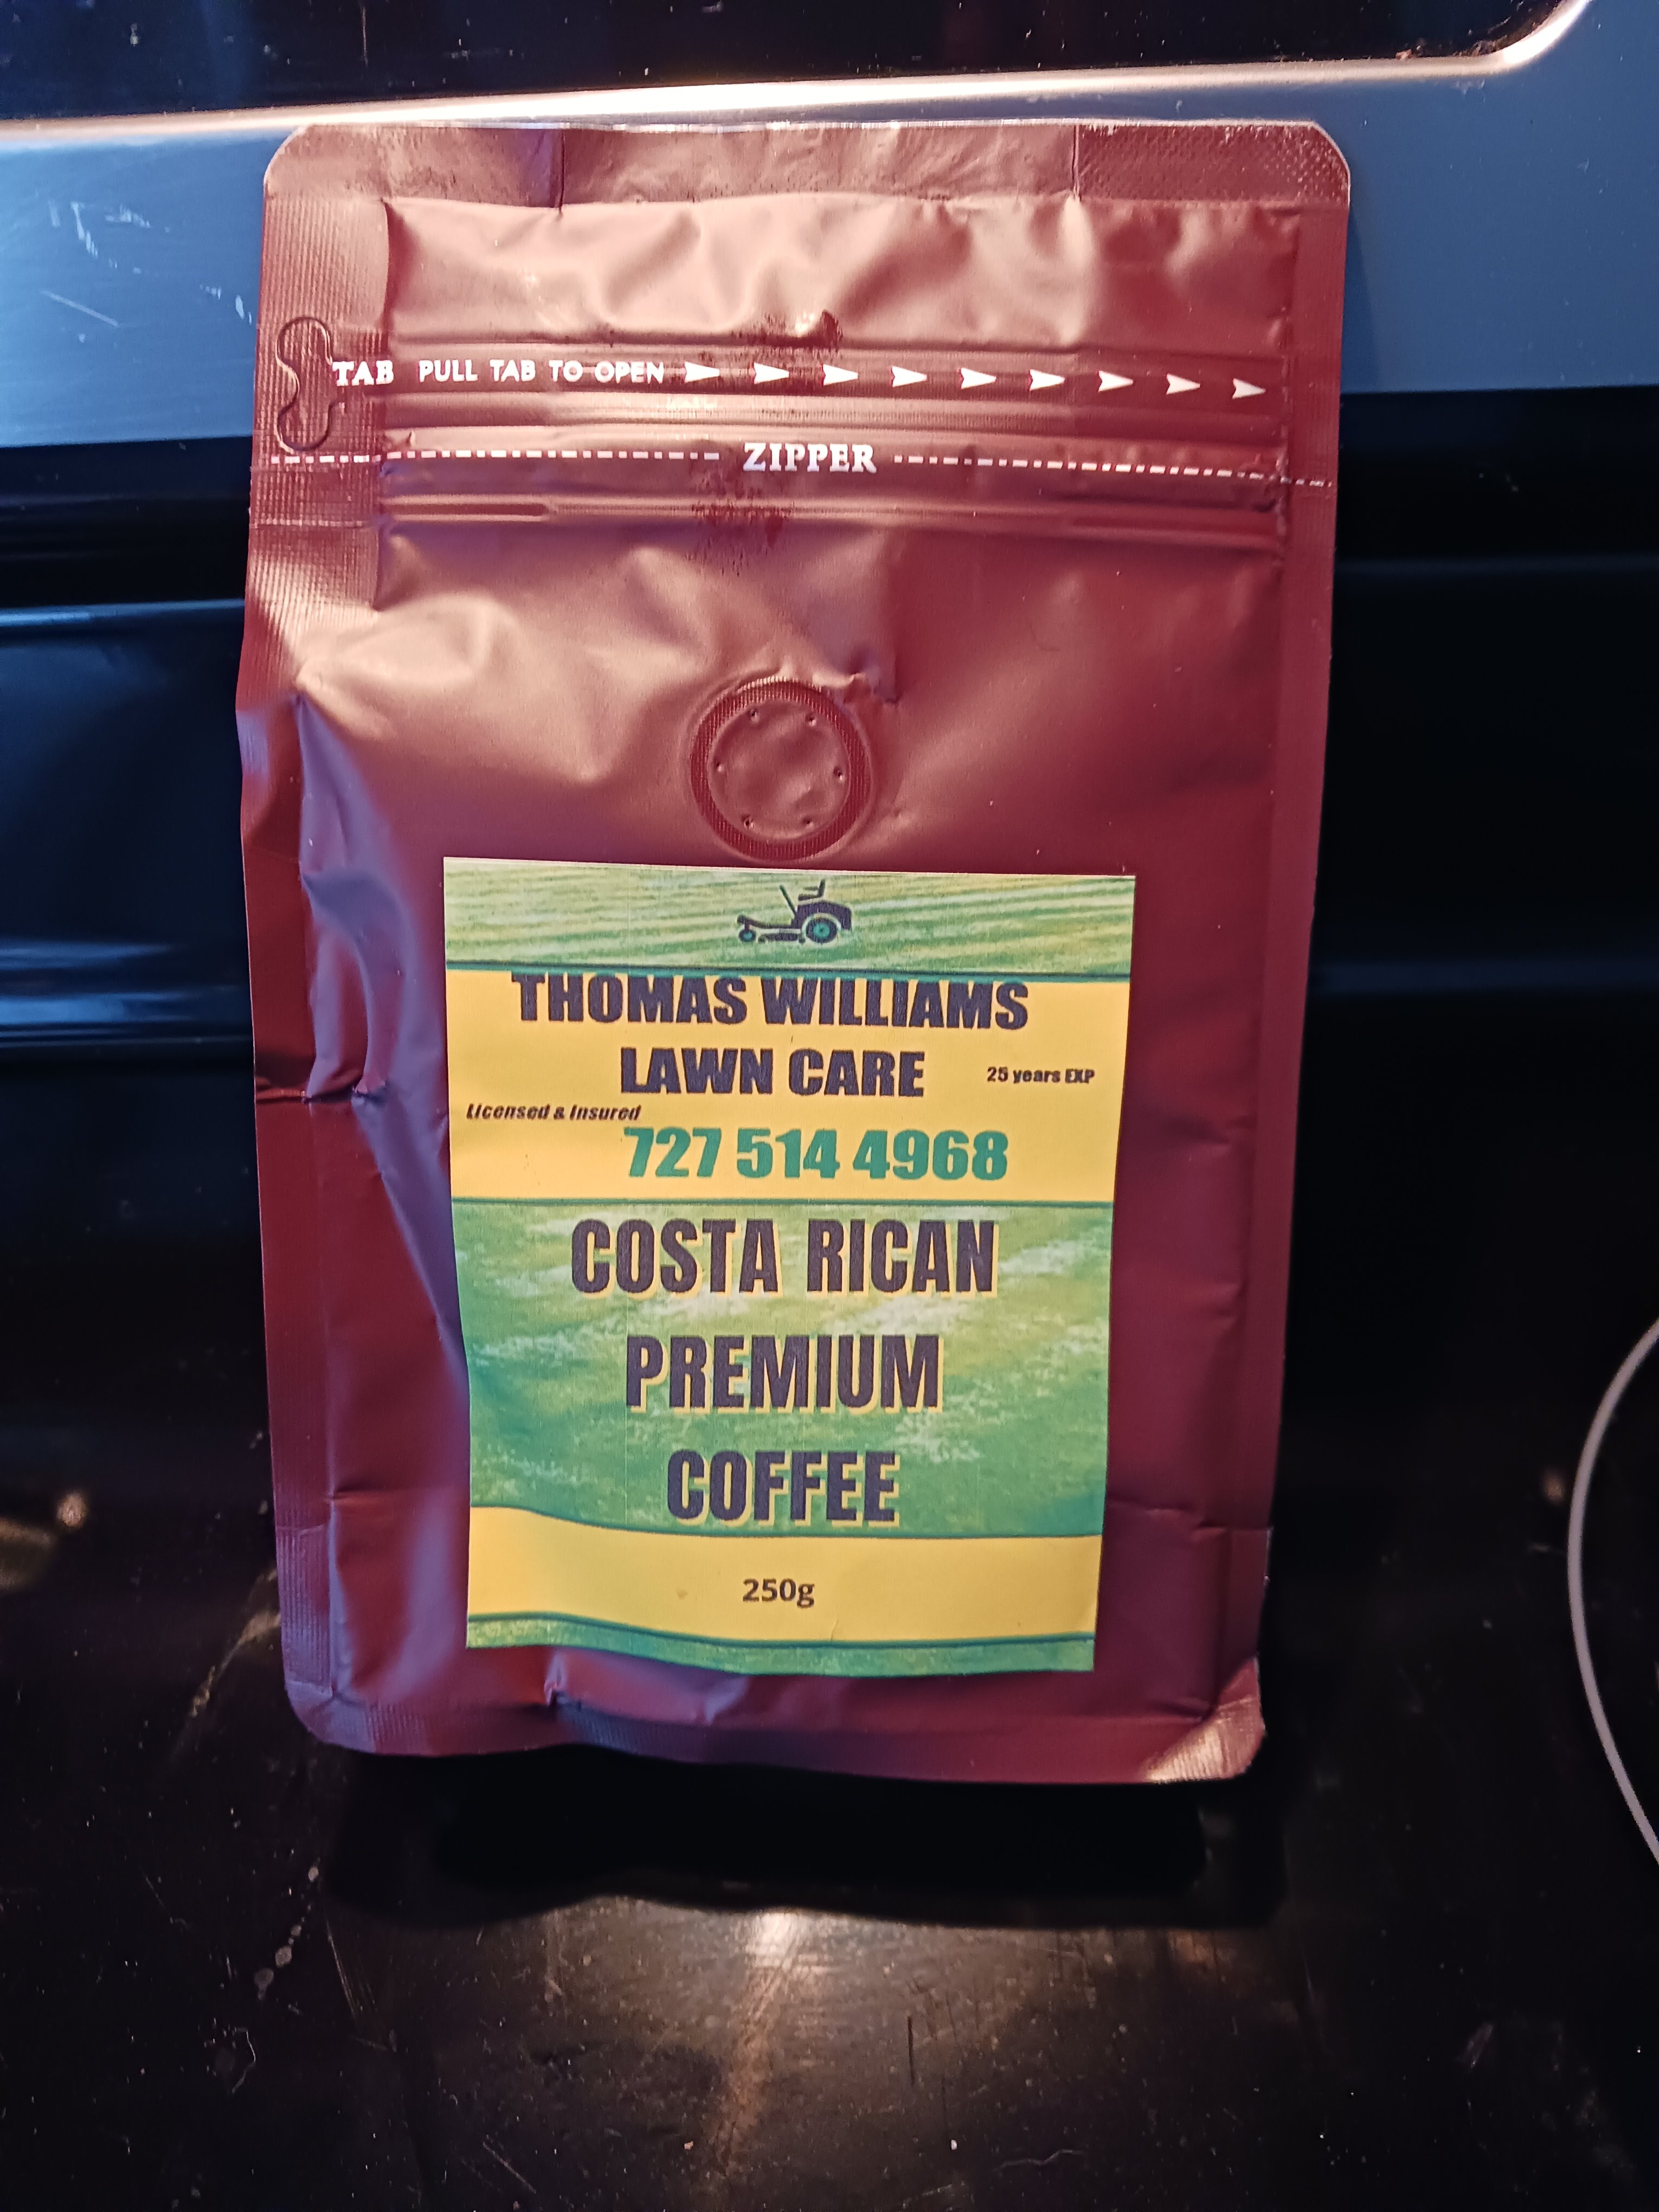 TAB PULL TAB TO OPEN
ZIPPER
THOMAS WILLIAMS
LAWN CARE
25 years EXP
Licensed & Insured
727 514 4968
COSTA RICAN
PREMIUM
COFFEE
250g